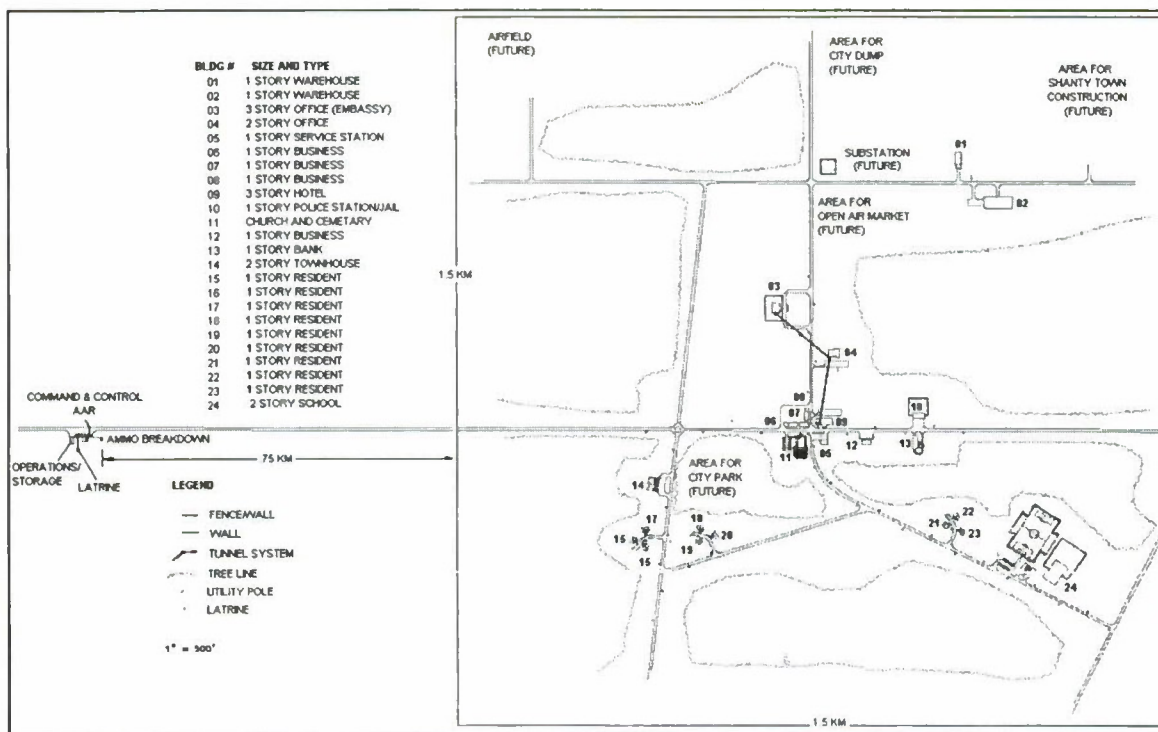 BLDG # SIZE AND TYPE
01 1 STORY WAREHOUSE
02 1 STORY WAREHOUSE
03 3 STORY OFFICE (EMBASSY)
04 2 STORY OFFICE
05 1 STORY SERVICE STATION
06 1 STORY BUSINESS
07 1 STORY BUSINESS
08 1 STORY BUSINESS
09 3 STORY HOTEL
10 1 STORY POLICE STATION/JAIL
11 CHURCH AND CEMETARY
12 1 STORY BUSINESS
13 1 STORY BANK
14 2 STORY TOWNHOUSE
15 1 STORY RESIDENT
16 1 STORY RESIDENT
17 1 STORY RESIDENT
18 1 STORY RESIDENT
19 1 STORY RESIDENT
20 1 STORY RESIDENT
21 1 STORY RESIDENT
22 1 STORY RESIDENT
23 1 STORY RESIDENT
24 2 STORY SCHOOL
COMMAND & CONTROL
AAR
AMMO BREAKDOWN
OPERATIONS/
STORAGE
LATRINE
75 KM
LEGEND
FENCE/WALL
WALL
TUNNEL SYSTEM
TREE LINE
UTILITY POLE
LATRINE
1" = 500'
AIRFIELD
(FUTURE)
AREA FOR
CITY DUMP
(FUTURE)
AREA FOR
SHANTY TOWN
CONSTRUCTION
(FUTURE)
01
SUBSTATION
(FUTURE)
02
AREA FOR
OPEN AIR MARKET
(FUTURE)
1.5 KM
03
04
08
07
06
09
10
11
05
12
13
AREA FOR
CITY PARK
(FUTURE)
14
17
16
15
18
19
20
22
21
23
24
1.5 KM